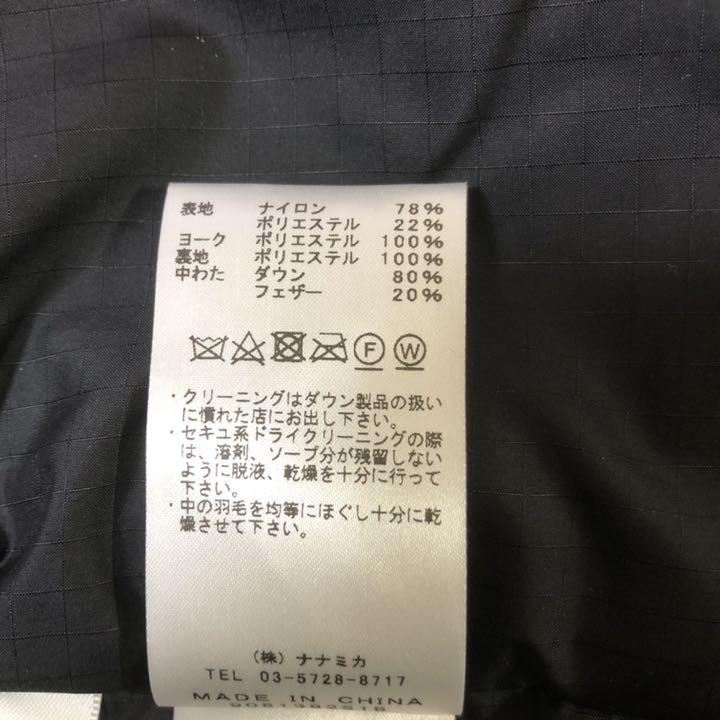 表地 ナイロン 78%
ポリエステル 22%
ヨーク ポリエステル 100%
裏地 ポリエステル 100%
中わた ダウン 80%
フェザー 20%
F W
・クリーニングはダウン製品の扱い
に慣れた店にお出し下さい。
・セキユ系ドライクリーニングの際
は、溶剤、ソープ分が残留しない
ように脱液、乾燥を十分に行って
下さい。
・中の羽毛を均等にほぐし十分に乾
燥させて下さい。
(株) ナナミカ
TEL 03-5728-8717
MADE IN CHINA